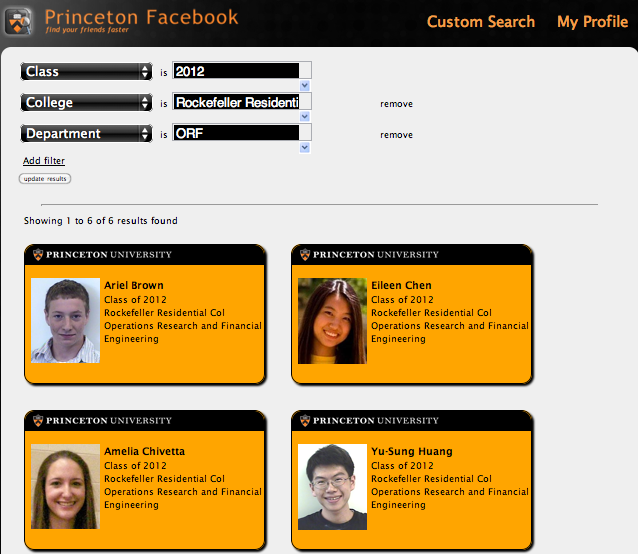 Princeton Facebook
find your friends faster
Custom Search My Profile
Class is 2012
College is Rockefeller Residenti remove
Department is ORF remove
Add filter
update results
Showing 1 to 6 of 6 results found
PRINCETON UNIVERSITY
Ariel Brown
Class of 2012
Rockefeller Residential Col
Operations Research and Financial
Engineering
PRINCETON UNIVERSITY
Eileen Chen
Class of 2012
Rockefeller Residential Col
Operations Research and Financial
Engineering
PRINCETON UNIVERSITY
Amelia Chivetta
Class of 2012
Rockefeller Residential Col
Operations Research and Financial
Engineering
PRINCETON UNIVERSITY
Yu-Sung Huang
Class of 2012
Rockefeller Residential Col
Operations Research and Financial
Engineering